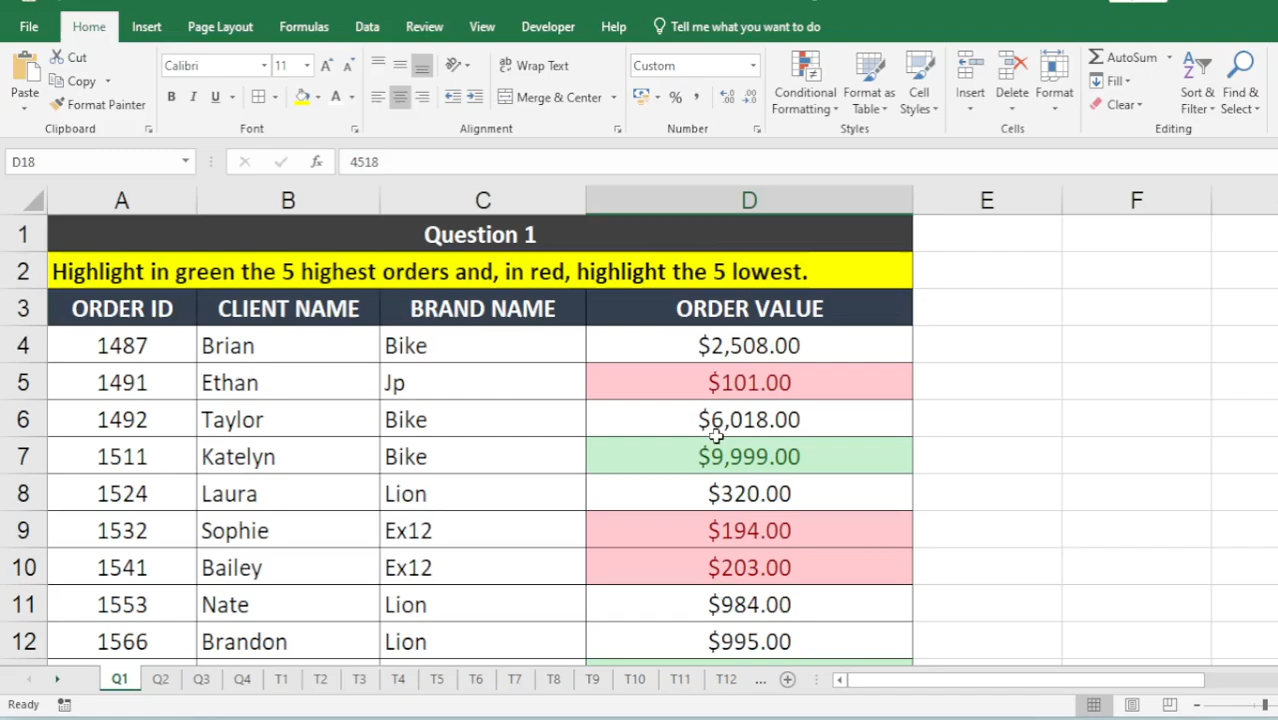 File Home Insert Page Layout Formulas Data Review View Developer Help Tell me what you want to do
Cut
Copy
Format Painter
Paste
Clipboard
Calibri 11 A A
B I U A
Font
Wrap Text
Merge & Center
Alignment
Custom
% ,
Number
Conditional Formatting
Format as Table
Cell Styles
Styles
Insert Delete Format
Cells
AutoSum
Fill
Clear
Sort & Filter
Find & Select
Editing
D18 fx 4518
A B C D E F
1 Question 1
2 Highlight in green the 5 highest orders and, in red, highlight the 5 lowest.
3 ORDER ID CLIENT NAME BRAND NAME ORDER VALUE
4 1487 Brian Bike $2,508.00
5 1491 Ethan Jp $101.00
6 1492 Taylor Bike $6,018.00
7 1511 Katelyn Bike $9,999.00
8 1524 Laura Lion $320.00
9 1532 Sophie Ex12 $194.00
10 1541 Bailey Ex12 $203.00
11 1553 Nate Lion $984.00
12 1566 Brandon Lion $995.00
Q1 Q2 Q3 Q4 T1 T2 T3 T4 T5 T6 T7 T8 T9 T10 T11 T12 ...
Ready